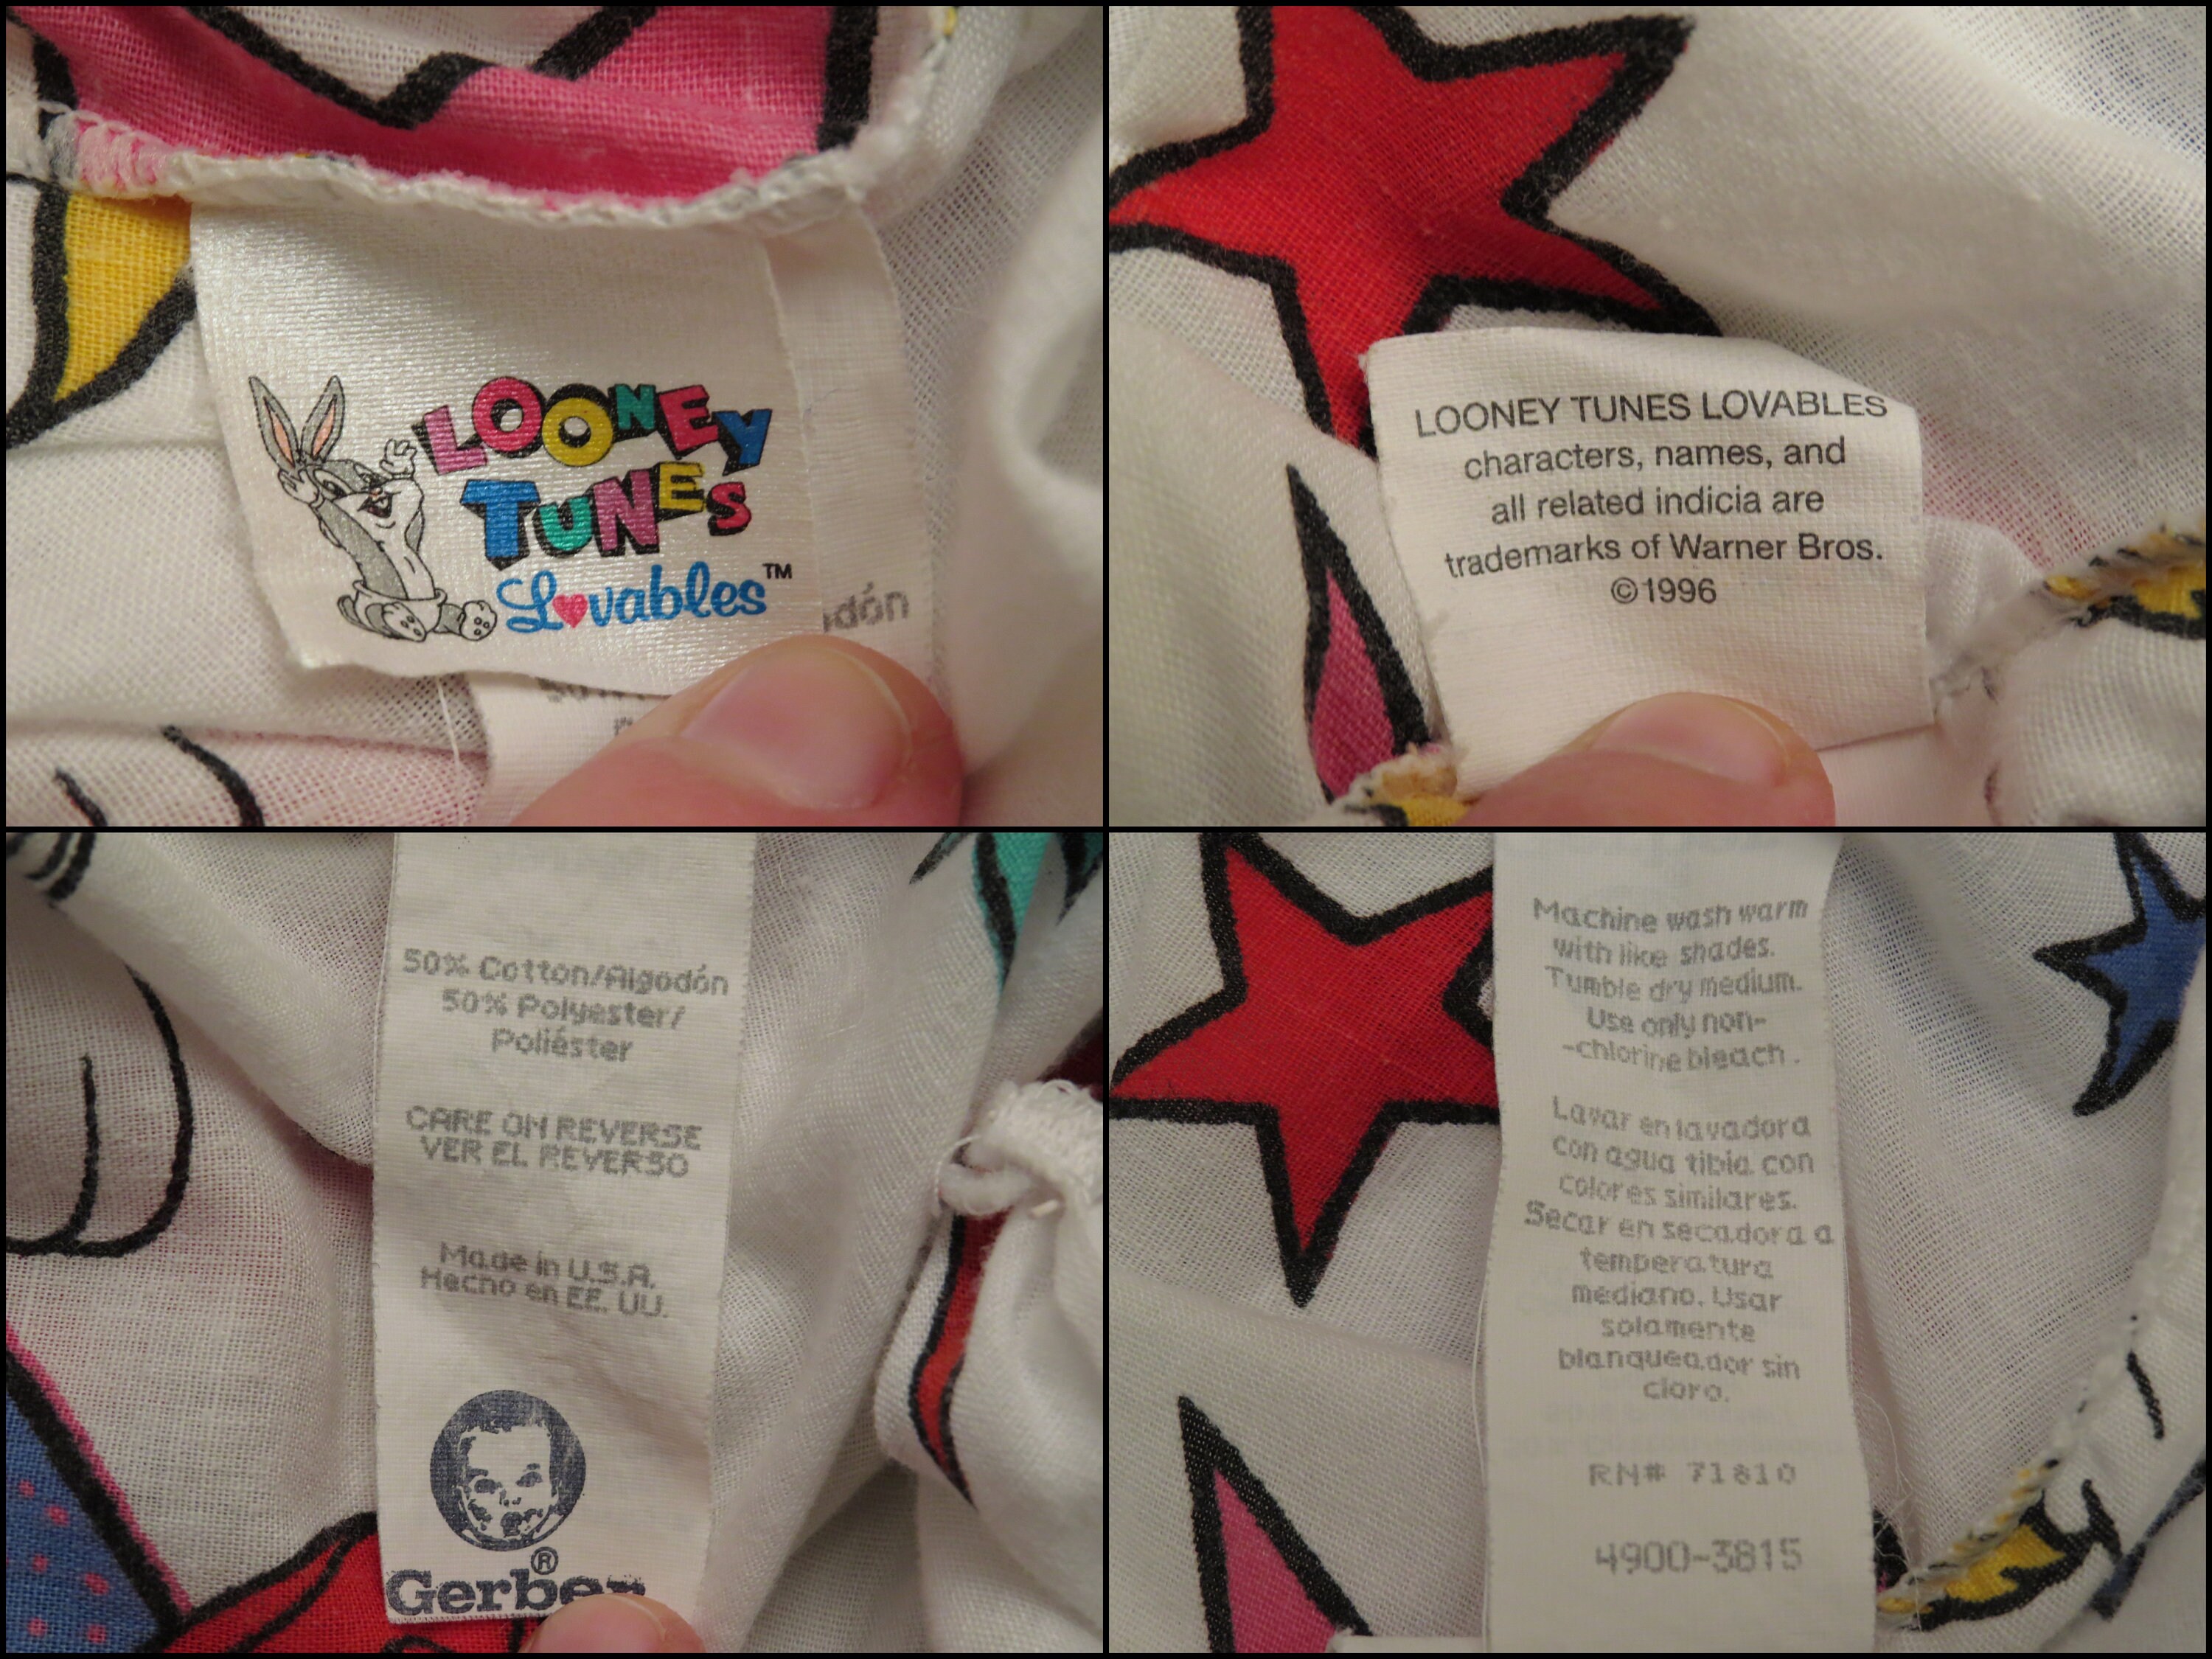 LOONEY
TUNES
Lovables™
dón
LOONEY TUNES LOVABLES
characters, names, and
all related indicia are
trademarks of Warner Bros.
©1996
50% Cotton/Algodón
50% Polyester/
Poliéster
CARE ON REVERSE
VER EL REVERSO
Made in U.S.A.
Hecho en EE. UU.
Gerber®
Machine wash warm
with like shades.
Tumble dry medium.
Use only non-
-chlorine bleach.
Lavar en lavadora
con agua tibia con
colores similares.
Secar en secadora a
temperatura
mediano. Usar
solamente
blanqueador sin
cloro.
RN# 71810
4900-3815